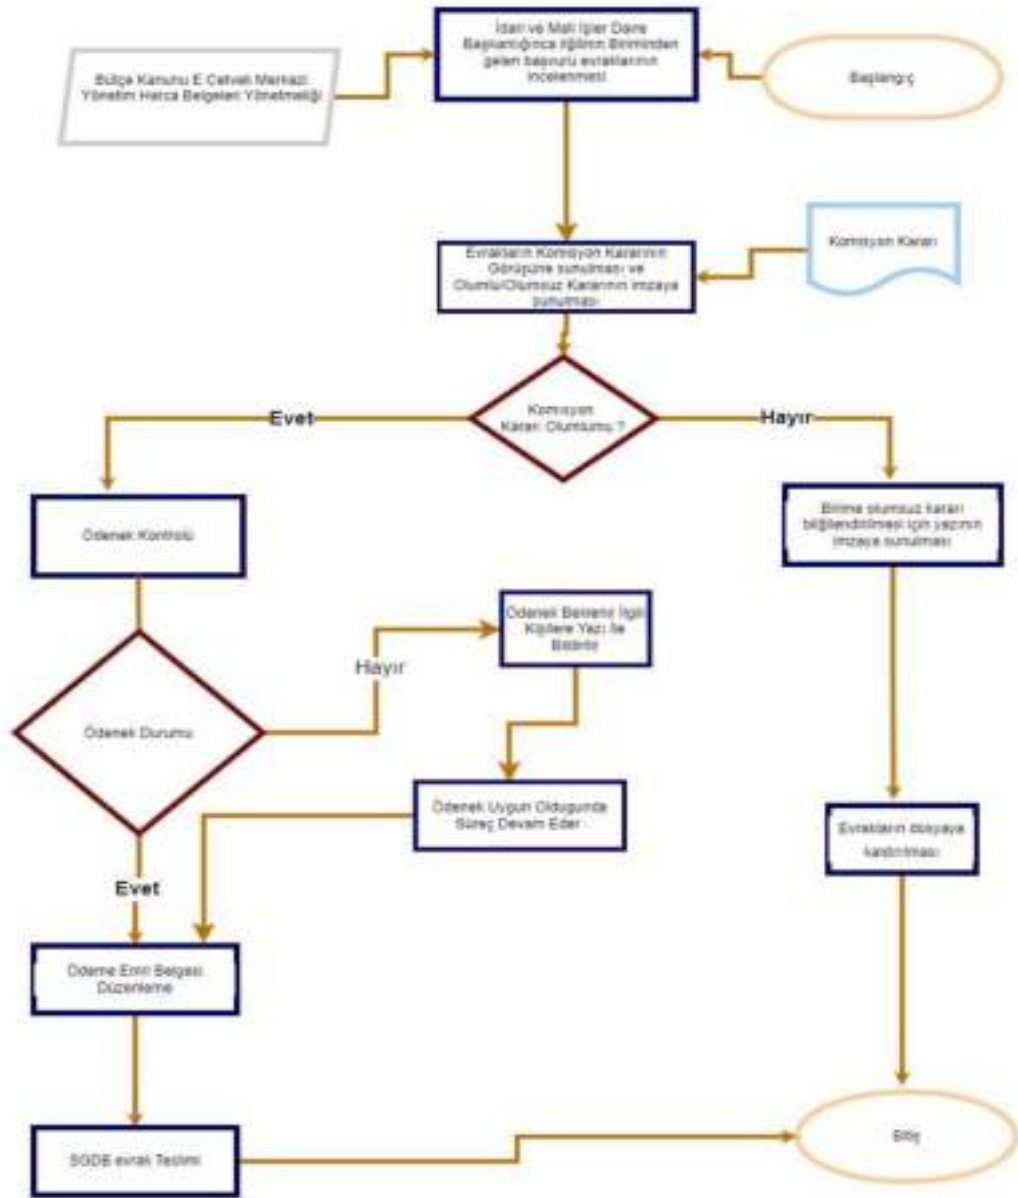 İdari ve Mali İşler Daire
Başkanlığınca ilgilinin Biriminden
gelen başvuru evraklarının
incelenmesi
Bütçe Kanunu E Cetveli Merkezi
Yönetim Harca Belgeleri Yönetmeliği
Başlangıç
Evrakların Komisyon Kararının
Görüşüne sunulması ve
Olumlu/Olumsuz Kararının imzaya
sunulması
Komisyon Kararı
Komisyon
Kararı Olumlumu ?
Evet
Hayır
Ödenek Kontrolü
Birime olumsuz kararı
bilgilendirilmesi için yazının
imzaya sunulması
Ödenek Beklenir İlgili
Kişilere Yazı İle
Bildirilir
Hayır
Ödenek Durumu
Ödenek Uygun Oldugunda
Süreç Devam Eder
Evrakların dosyaya
kaldırılması
Evet
Ödeme Emri Belgesi
Düzenleme
SGDB evrak Teslimi
Bitiş